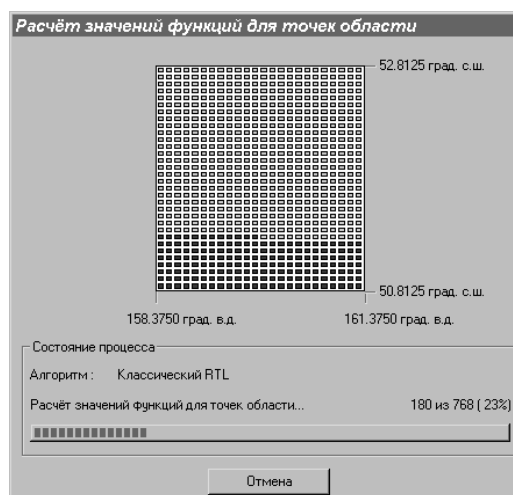 Расчёт значений функций для точек области
52.8125 град. с.ш.
50.8125 град. с.ш.
158.3750 град. в.д. 161.3750 град. в.д.
Состояние процесса
Алгоритм : Классический RTL
Расчёт значений функций для точек области... 180 из 768 ( 23%)
Отмена